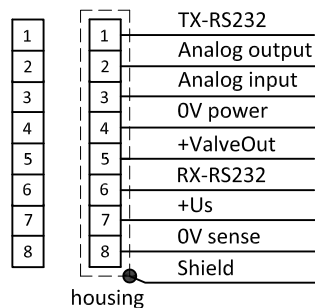 1
2
3
4
5
6
7
8
1 TX-RS232
2 Analog output
3 Analog input
4 0V power
5 +ValveOut
6 RX-RS232
7 +Us
8 0V sense
Shield
housing